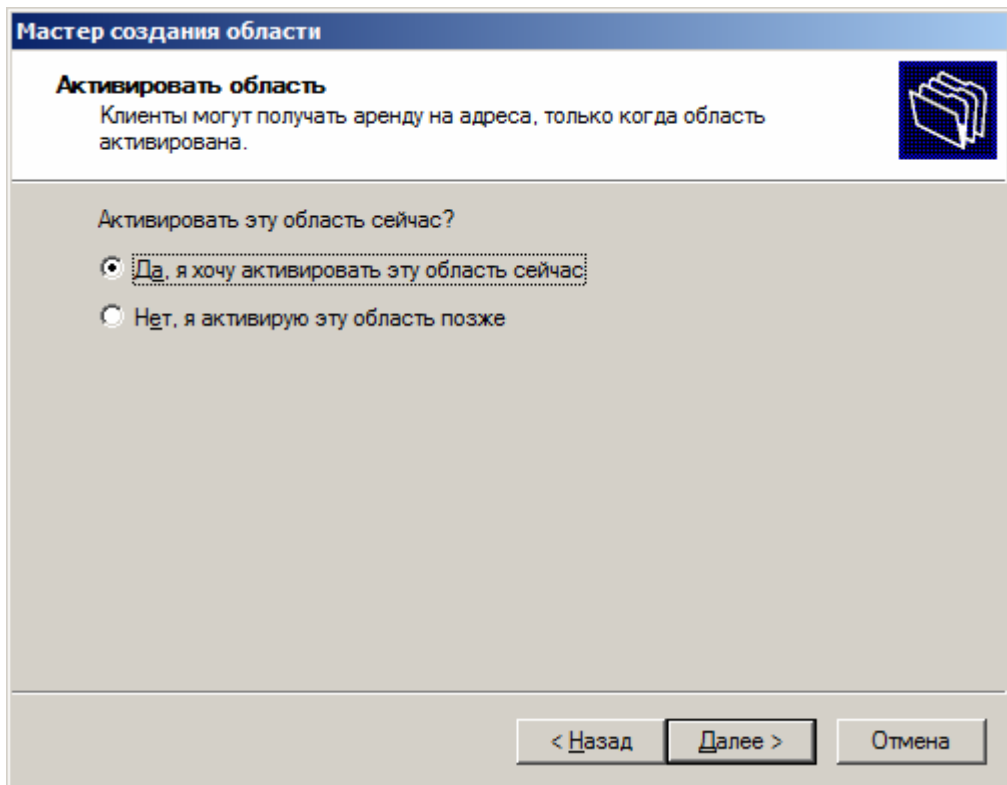 Мастер создания области
Активировать область
Клиенты могут получать аренду на адреса, только когда область
активирована.
Активировать эту область сейчас?
Да, я хочу активировать эту область сейчас
Нет, я активирую эту область позже
< Назад
Далее >
Отмена